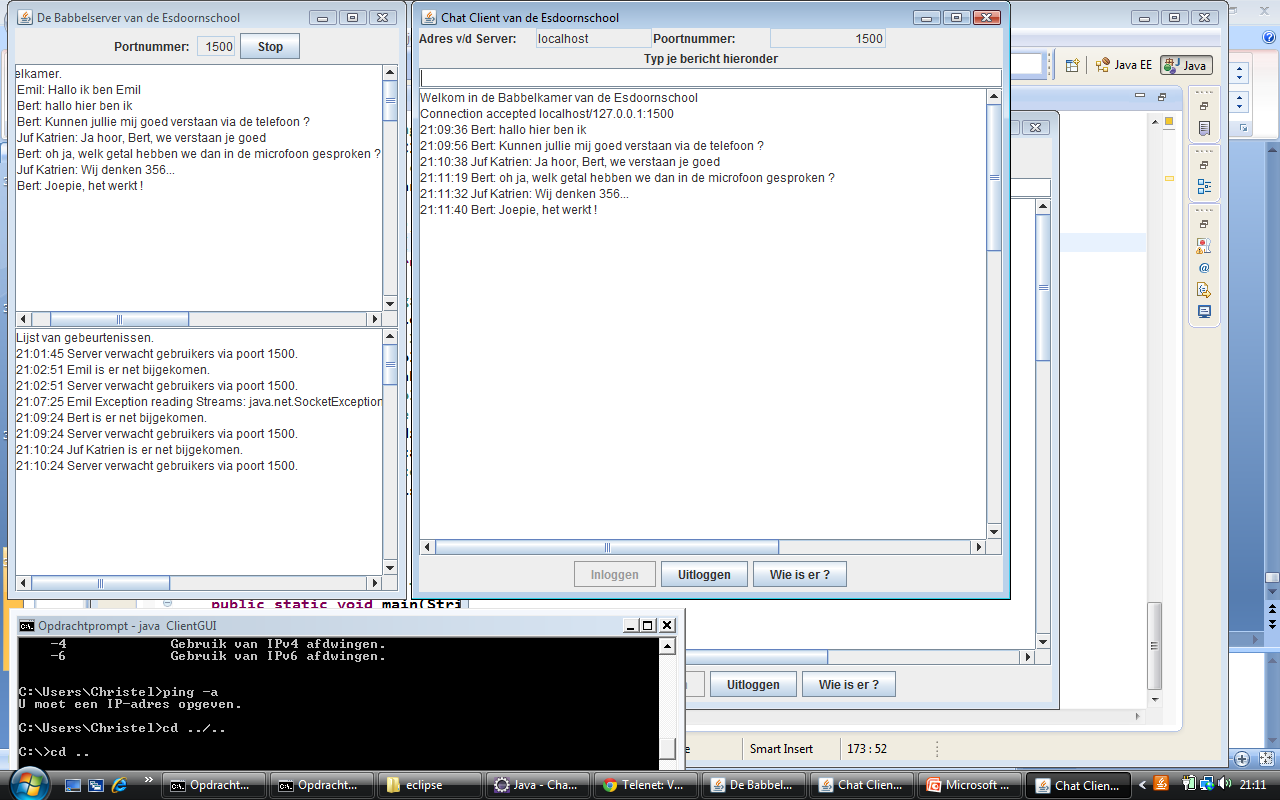 De Babbelserver van de Esdoornschool
Portnummer: 1500 Stop
elkamer.
Emil: Hallo ik ben Emil
Bert: hallo hier ben ik
Bert: Kunnen jullie mij goed verstaan via de telefoon ?
Juf Katrien: Ja hoor, Bert, we verstaan je goed
Bert: oh ja, welk getal hebben we dan in de microfoon gesproken ?
Juf Katrien: Wij denken 356...
Bert: Joepie, het werkt !
Lijst van gebeurtenissen.
21:01:45 Server verwacht gebruikers via poort 1500.
21:02:51 Emil is er net bijgekomen.
21:02:51 Server verwacht gebruikers via poort 1500.
21:07:25 Emil Exception reading Streams: java.net.SocketException
21:09:24 Bert is er net bijgekomen.
21:09:24 Server verwacht gebruikers via poort 1500.
21:10:24 Juf Katrien is er net bijgekomen.
21:10:24 Server verwacht gebruikers via poort 1500.
Chat Client van de Esdoornschool
Adres v/d Server: localhost Poortnummer: 1500
Typ je bericht hieronder
Welkom in de Babbelkamer van de Esdoornschool
Connection accepted localhost/127.0.0.1:1500
21:09:36 Bert: hallo hier ben ik
21:09:56 Bert: Kunnen jullie mij goed verstaan via de telefoon ?
21:10:38 Juf Katrien: Ja hoor, Bert, we verstaan je goed
21:11:19 Bert: oh ja, welk getal hebben we dan in de microfoon gesproken ?
21:11:32 Juf Katrien: Wij denken 356...
21:11:40 Bert: Joepie, het werkt !
Inloggen Uitloggen Wie is er ?
Java EE Java
Uitloggen Wie is er ?
Smart Insert 173 : 52
public static void main(Stri
Opdrachtprompt - java ClientGUI
-4 Gebruik van IPv4 afdwingen.
-6 Gebruik van IPv6 afdwingen.
C:\Users\Christel>ping -a
U moet een IP-adres opgeven.
C:\Users\Christel>cd ../..
C:\>cd ..
Opdracht... Opdracht... eclipse Java - Cha... Telenet: V... De Babbel... Chat Clien... Microsoft ... Chat Clien... 21:11